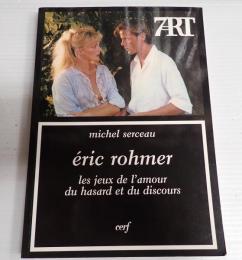 7ART
michel serceau
éric rohmer
les jeux de l'amour
du hasard et du discours
cerf